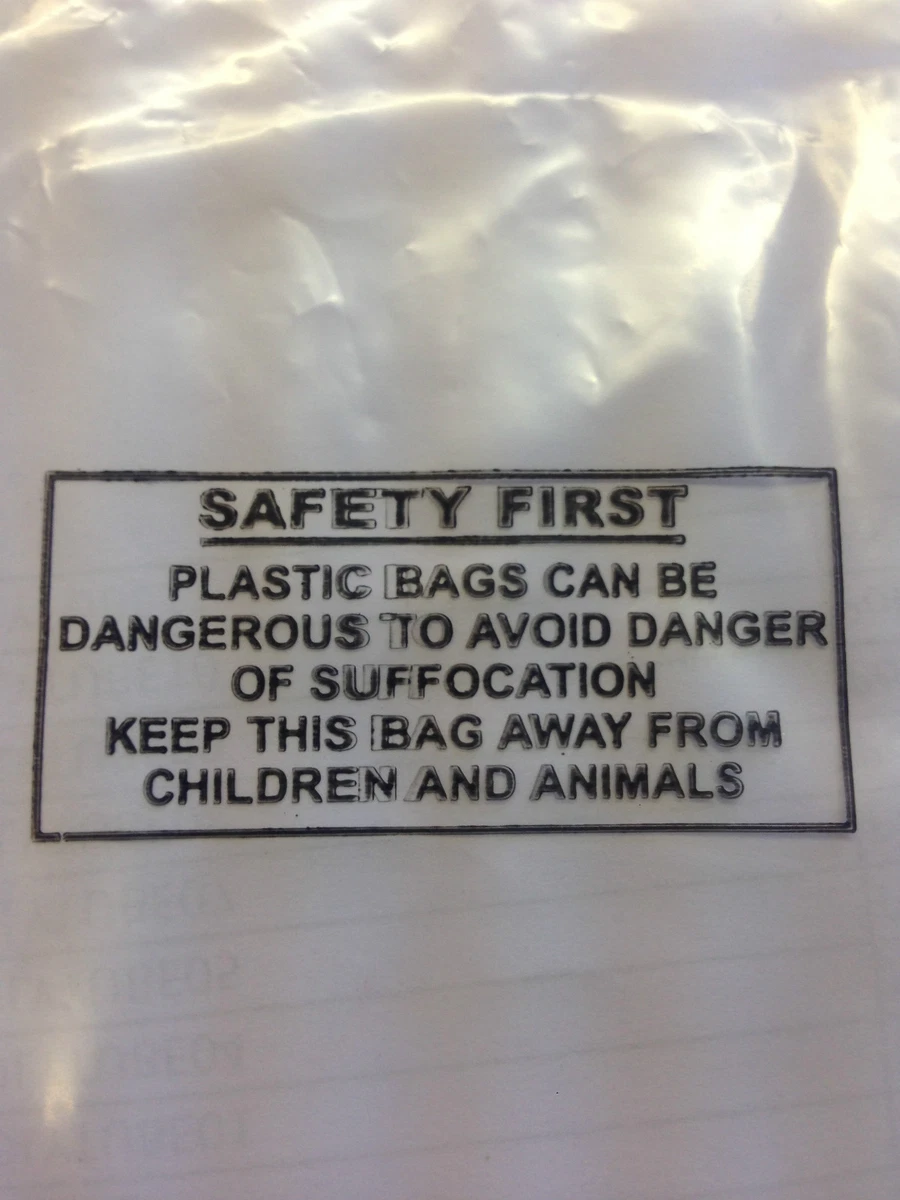 SAFETY FIRST
PLASTIC BAGS CAN BE
DANGEROUS TO AVOID DANGER
OF SUFFOCATION
KEEP THIS BAG AWAY FROM
CHILDREN AND ANIMALS